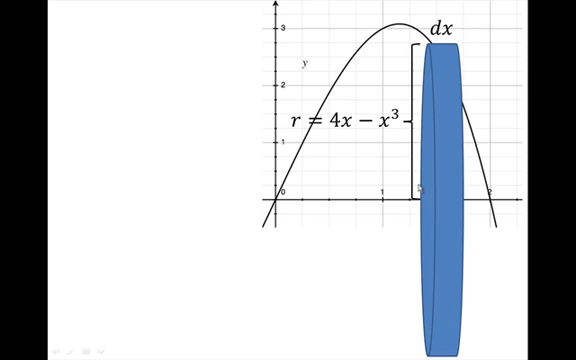 dx
3
y
2
r = 4x − x³
1
0 1 2